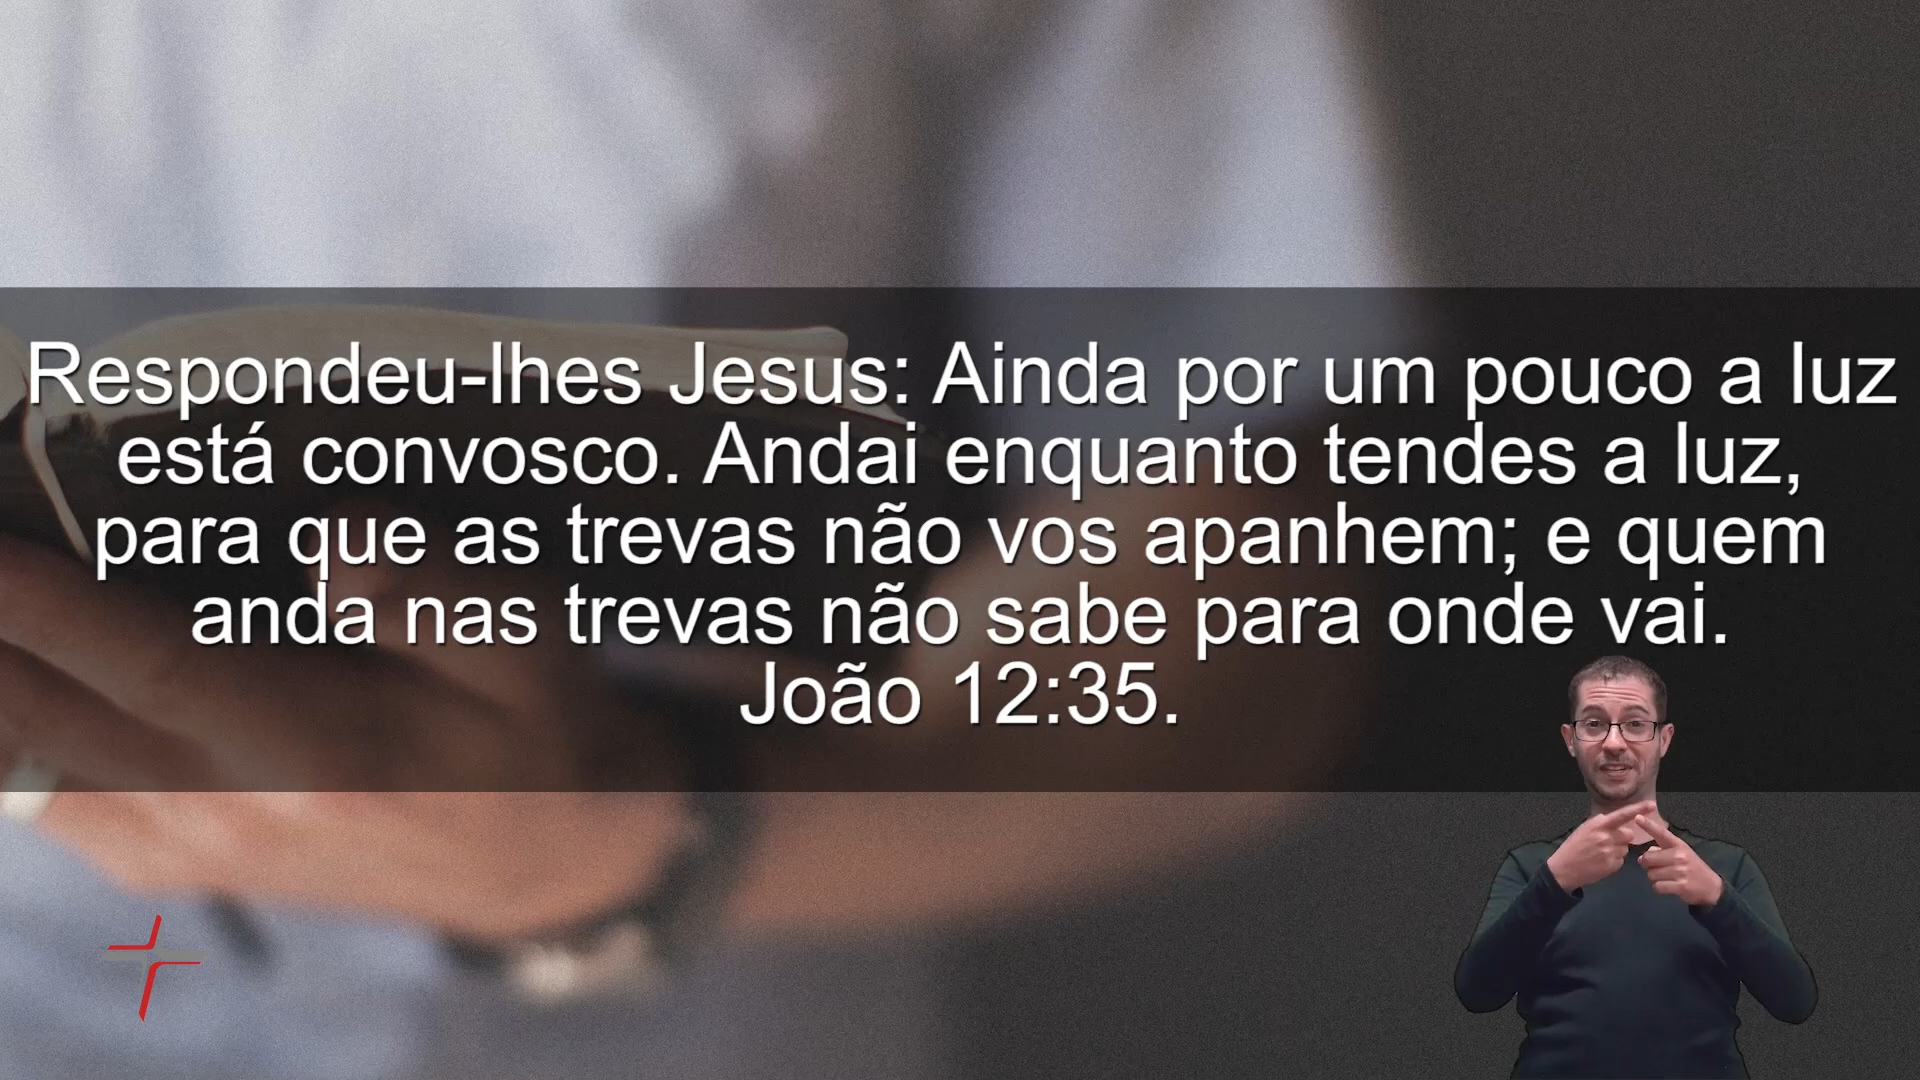 Respondeu-lhes Jesus: Ainda por um pouco a luz
está convosco. Andai enquanto tendes a luz,
para que as trevas não vos apanhem; e quem
anda nas trevas não sabe para onde vai.
João 12:35.